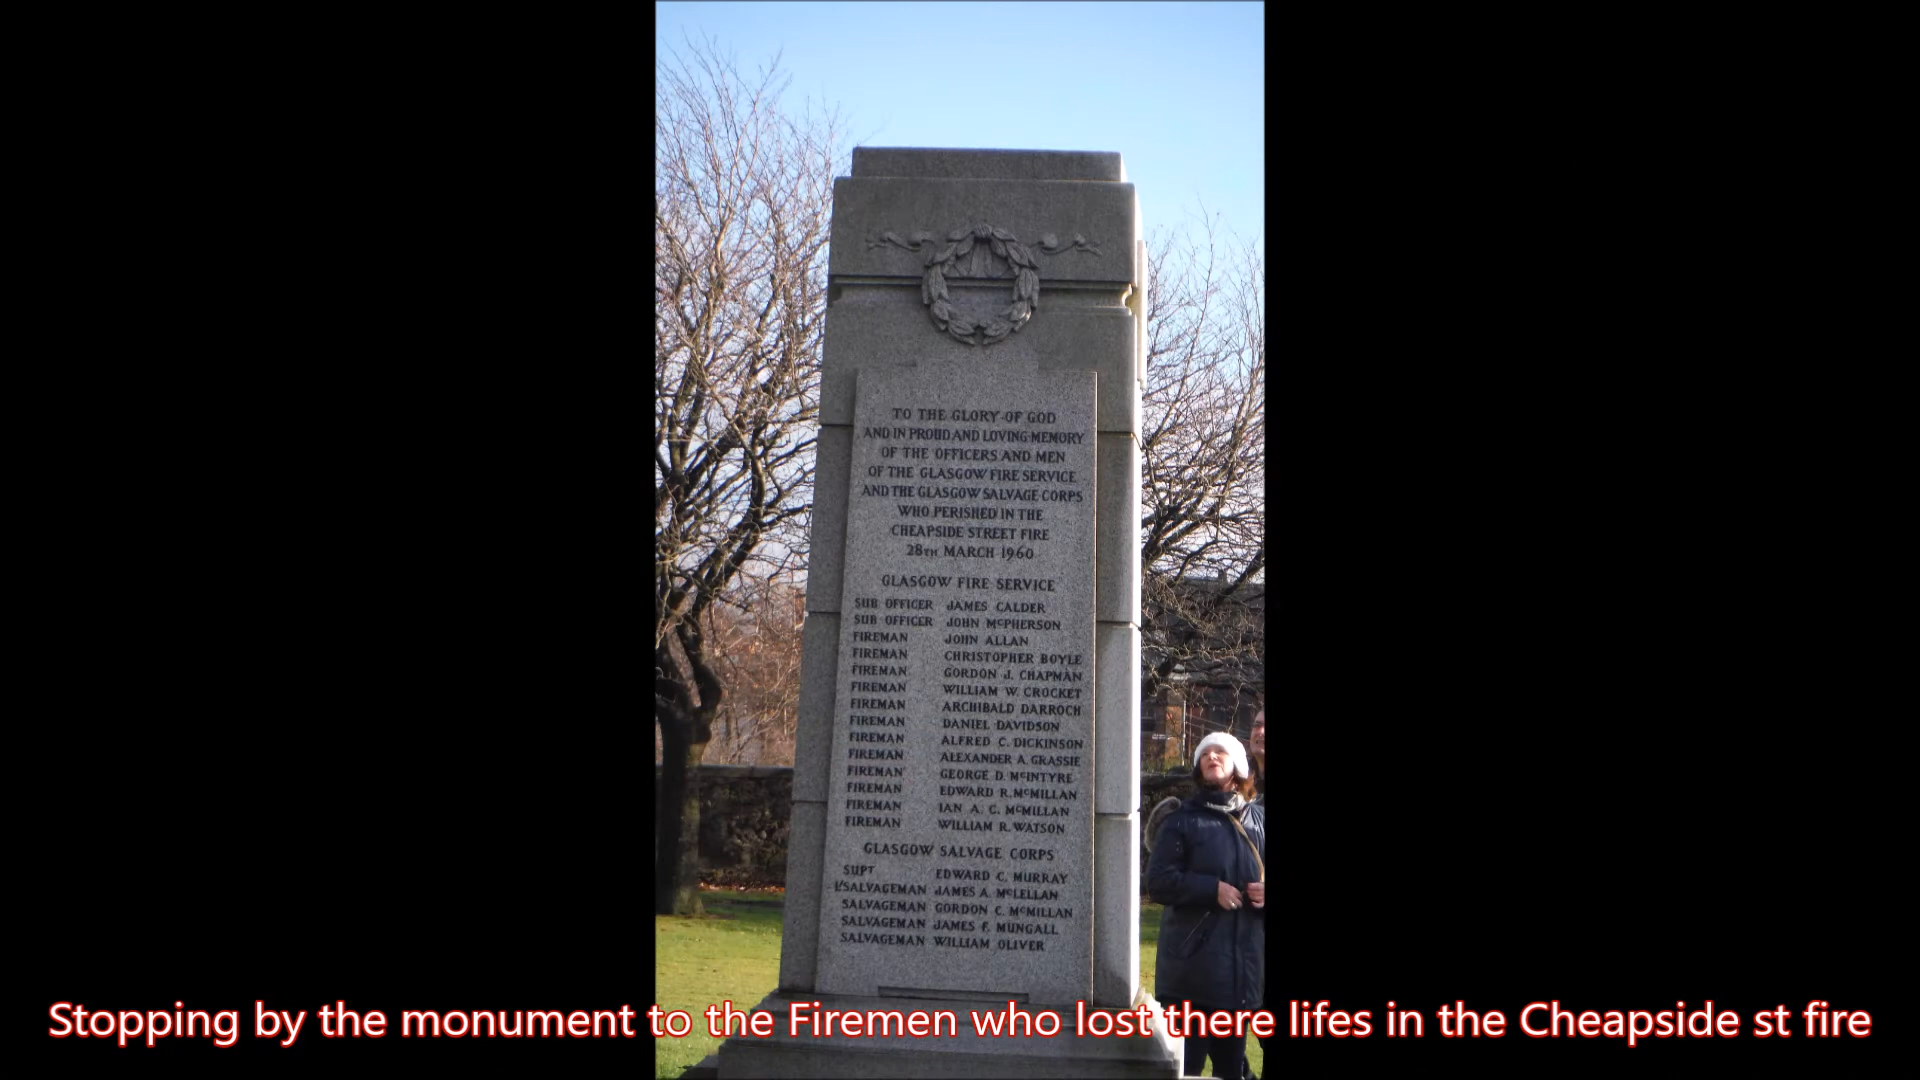 TO THE GLORY OF GOD
AND IN PROUD AND LOVING MEMORY
OF THE OFFICERS AND MEN
OF THE GLASGOW FIRE SERVICE
AND THE GLASGOW SALVAGE CORPS
WHO PERISHED IN THE
CHEAPSIDE STREET FIRE
28TH MARCH 1960
GLASGOW FIRE SERVICE
SUB OFFICER JAMES CALDER
SUB OFFICER JOHN McPHERSON
FIREMAN JOHN ALLAN
FIREMAN CHRISTOPHER BOYLE
FIREMAN GORDON J. CHAPMAN
FIREMAN WILLIAM W. CROCKET
FIREMAN ARCHIBALD DARROCH
FIREMAN DANIEL DAVIDSON
FIREMAN ALFRED C. DICKINSON
FIREMAN ALEXANDER A. GRASSIE
FIREMAN GEORGE D. McINTYRE
FIREMAN EDWARD R. McMILLAN
FIREMAN IAN A. C. McMILLAN
FIREMAN WILLIAM R. WATSON
GLASGOW SALVAGE CORPS
SUPT EDWARD C. MURRAY
L/SALVAGEMAN JAMES A. McLELLAN
SALVAGEMAN GORDON C. McMILLAN
SALVAGEMAN JAMES F. MUNGALL
SALVAGEMAN WILLIAM OLIVER
Stopping by the monument to the Firemen who lost there lifes in the Cheapside st fire